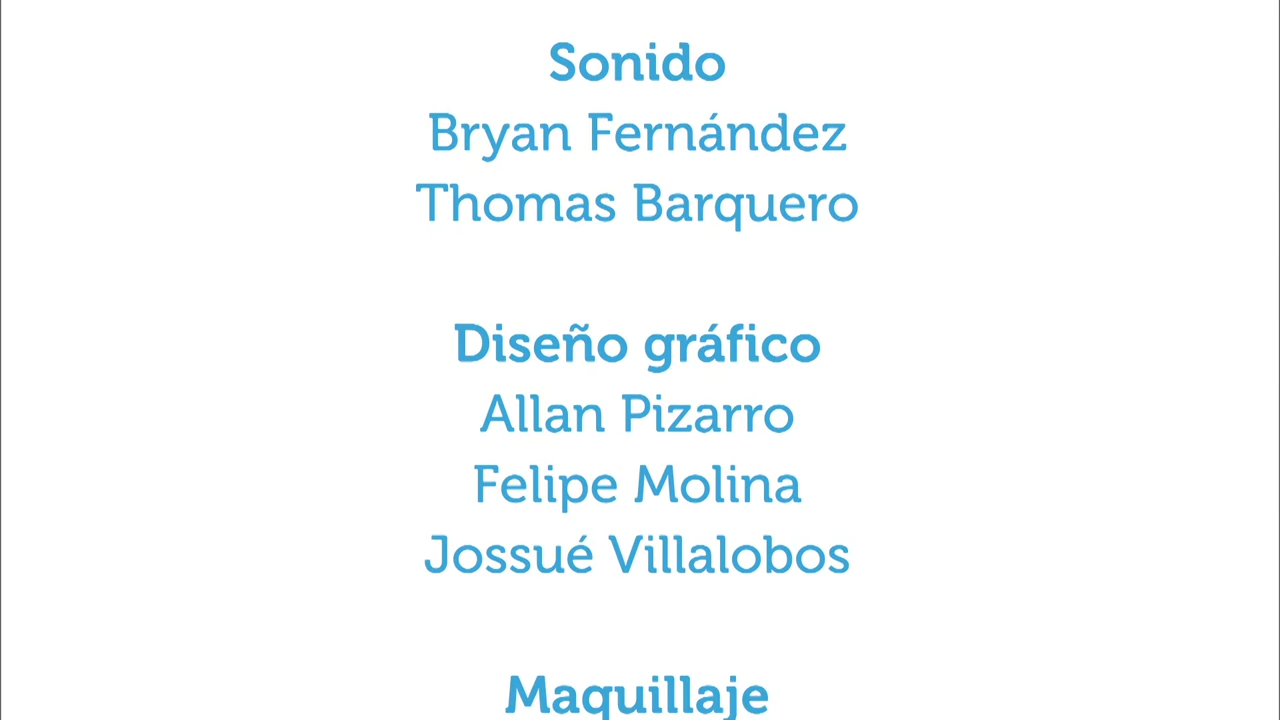 Sonido
Bryan Fernández
Thomas Barquero
Diseño gráfico
Allan Pizarro
Felipe Molina
Jossué Villalobos
Maquillaje